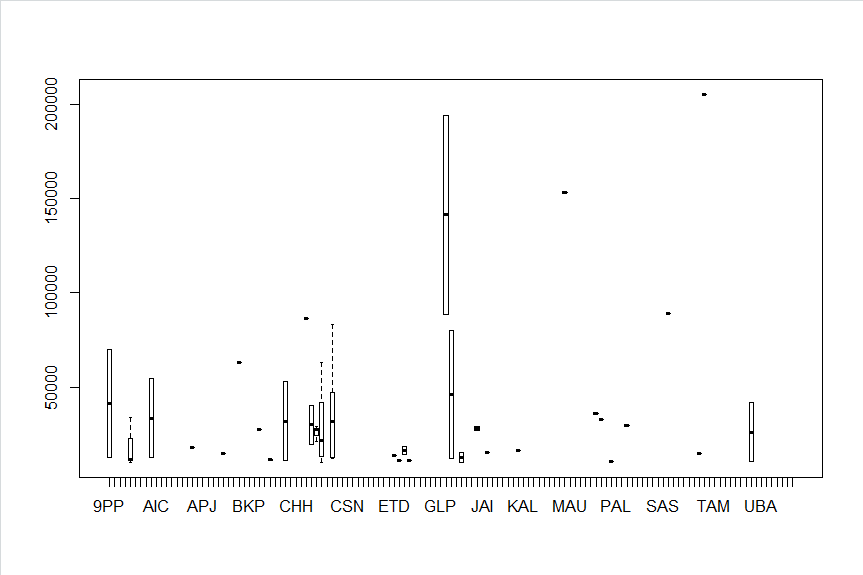 200000
150000
100000
50000
9PP AIC APJ BKP CHH CSN ETD GLP JAI KAL MAU PAL SAS TAM UBA